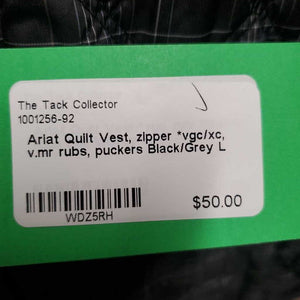 The Tack Collector
1001256-92
Ariat Quilt Vest, zipper *vgc/xc,
v.mr rubs, puckers Black/Grey L
$50.00
WDZ5RH